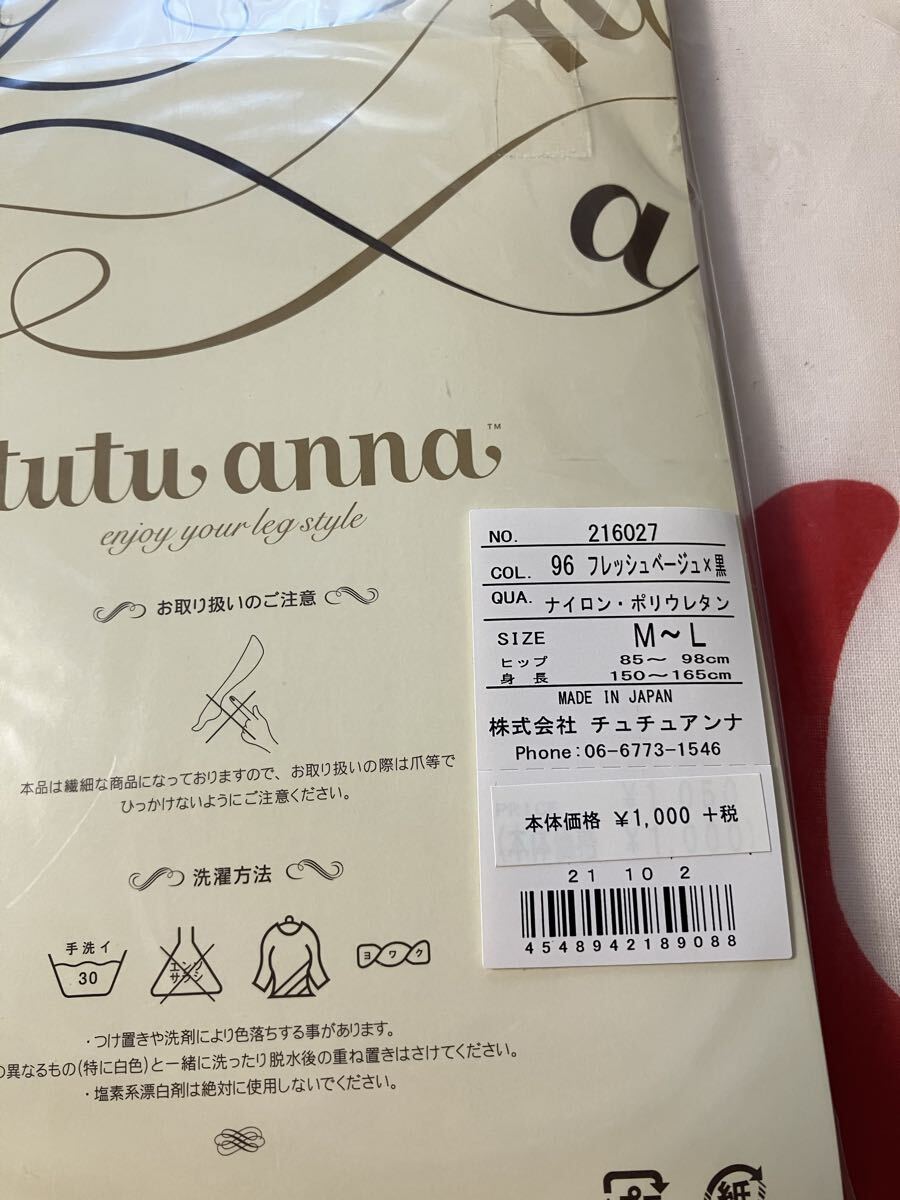 a
tutu anna™
enjoy your leg style
お取り扱いのご注意
本品は繊細な商品になっておりますので、お取り扱いの際は爪等で
ひっかけないようにご注意ください。
洗濯方法
手洗イ
30
エンソ
サラシ
ヨワク
・つけ置きや洗剤により色落ちする事があります。
の異なるもの(特に白色)と一緒に洗ったり脱水後の重ね置きはさけてください。
・塩素系漂白剤は絶対に使用しないでください。
NO. 216027
COL. 96 フレッシュベージュ×黒
QUA. ナイロン・ポリウレタン
SIZE M～L
ヒップ 85～ 98cm
身長 150～165cm
MADE IN JAPAN
株式会社 チュチュアンナ
Phone:06-6773-1546
本体価格 ¥1,000 +税
21 10 2
4548942189088
紙